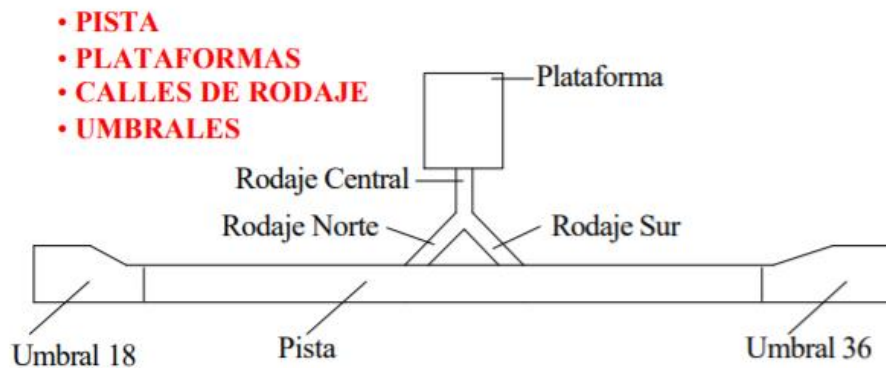 • PISTA
• PLATAFORMAS
• CALLES DE RODAJE
• UMBRALES
Plataforma
Rodaje Central
Rodaje Norte
Rodaje Sur
Umbral 18
Pista
Umbral 36